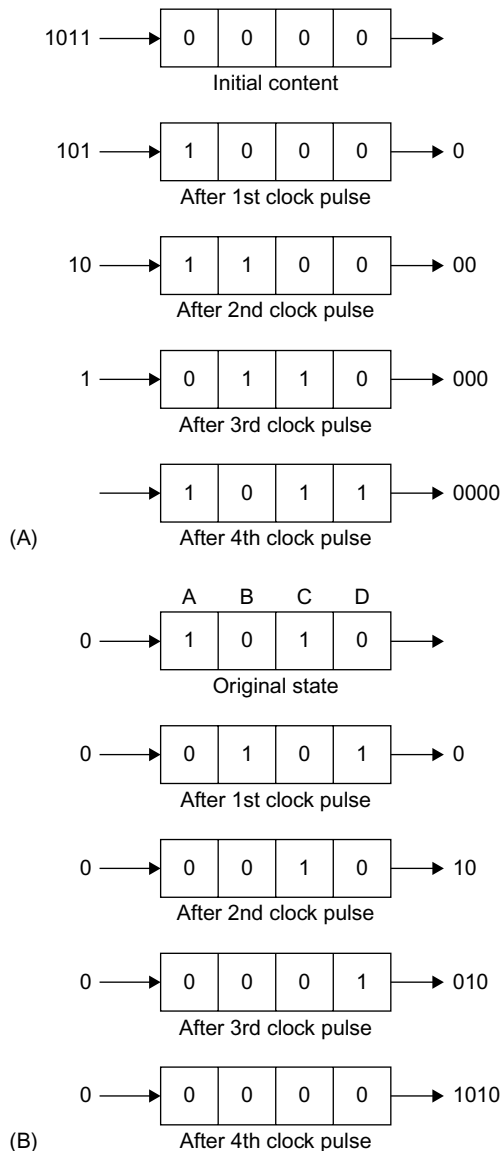 1011 0 0 0 0
Initial content
101 1 0 0 0 0
After 1st clock pulse
10 1 1 0 0 00
After 2nd clock pulse
1 0 1 1 0 000
After 3rd clock pulse
1 0 1 1 0000
(A) After 4th clock pulse
A B C D
0 1 0 1 0
Original state
0 0 1 0 1 0
After 1st clock pulse
0 0 0 1 0 10
After 2nd clock pulse
0 0 0 0 1 010
After 3rd clock pulse
0 0 0 0 0 1010
(B) After 4th clock pulse